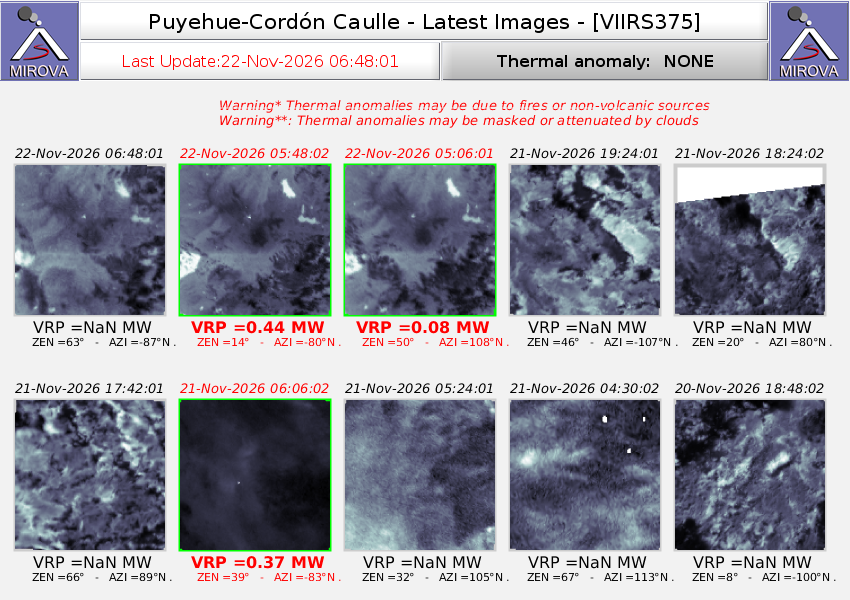 Puyehue-Cordón Caulle - Latest Images - [VIIRS375]
MIROVA
Last Update:22-Nov-2026 06:48:01
Thermal anomaly: NONE
MIROVA
Warning* Thermal anomalies may be due to fires or non-volcanic sources
Warning**: Thermal anomalies may be masked or attenuated by clouds
22-Nov-2026 06:48:01
22-Nov-2026 05:48:02
22-Nov-2026 05:06:01
21-Nov-2026 19:24:01
21-Nov-2026 18:24:02
VRP =NaN MW
VRP =0.44 MW
VRP =0.08 MW
VRP =NaN MW
VRP =NaN MW
ZEN =63° - AZI =-87°N .
ZEN =14° - AZI =-80°N .
ZEN =50° - AZI =108°N .
ZEN =46° - AZI =-107°N .
ZEN =20° - AZI =80°N .
21-Nov-2026 17:42:01
21-Nov-2026 06:06:02
21-Nov-2026 05:24:01
21-Nov-2026 04:30:02
20-Nov-2026 18:48:02
VRP =NaN MW
VRP =0.37 MW
VRP =NaN MW
VRP =NaN MW
VRP =NaN MW
ZEN =66° - AZI =89°N .
ZEN =39° - AZI =-83°N .
ZEN =32° - AZI =105°N .
ZEN =67° - AZI =113°N .
ZEN =8° - AZI =-100°N .